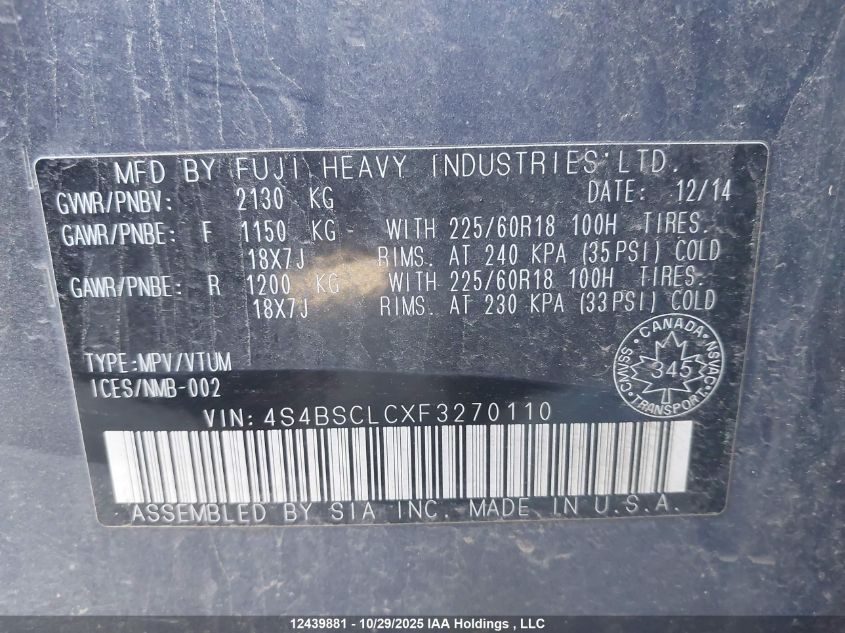 MFD BY FUJI HEAVY INDUSTRIES LTD.
GVWR/PNBV: 2130 KG DATE: 12/14
GAWR/PNBE: F 1150 KG WITH 225/60R18 100H TIRES.
18X7J RIMS. AT 240 KPA (35PSI) COLD
GAWR/PNBE: R 1200 KG WITH 225/60R18 100H TIRES.
18X7J RIMS. AT 230 KPA (33PSI) COLD
TYPE:MPV/VTUM
ICES/NMB-002
CANADA
CMVSS NSVAC
345
TRANSPORT
VIN: 4S4BSCLCXF3270110
ASSEMBLED BY SIA INC. MADE IN U.S.A.
12439881 - 10/29/2025 IAA Holdings , LLC